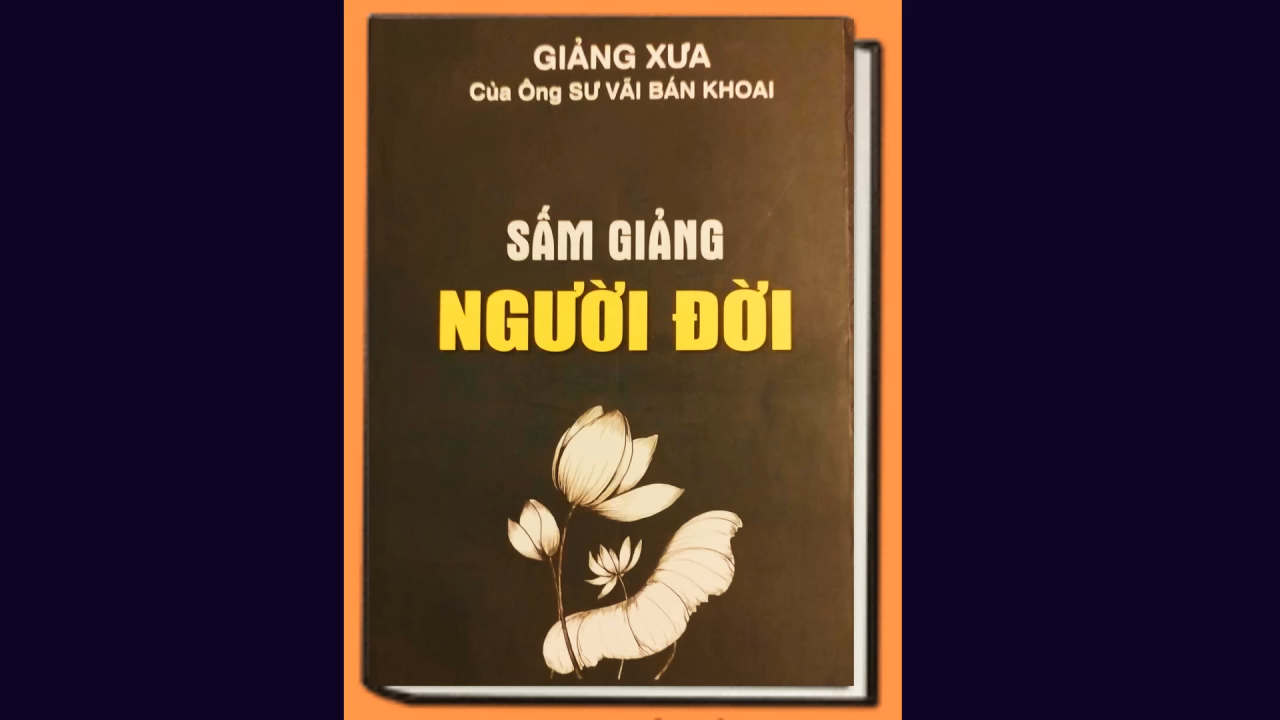 GIẢNG XƯA
Của Ông SƯ VÃI BÁN KHOAI
SẤM GIẢNG
NGƯỜI ĐỜI